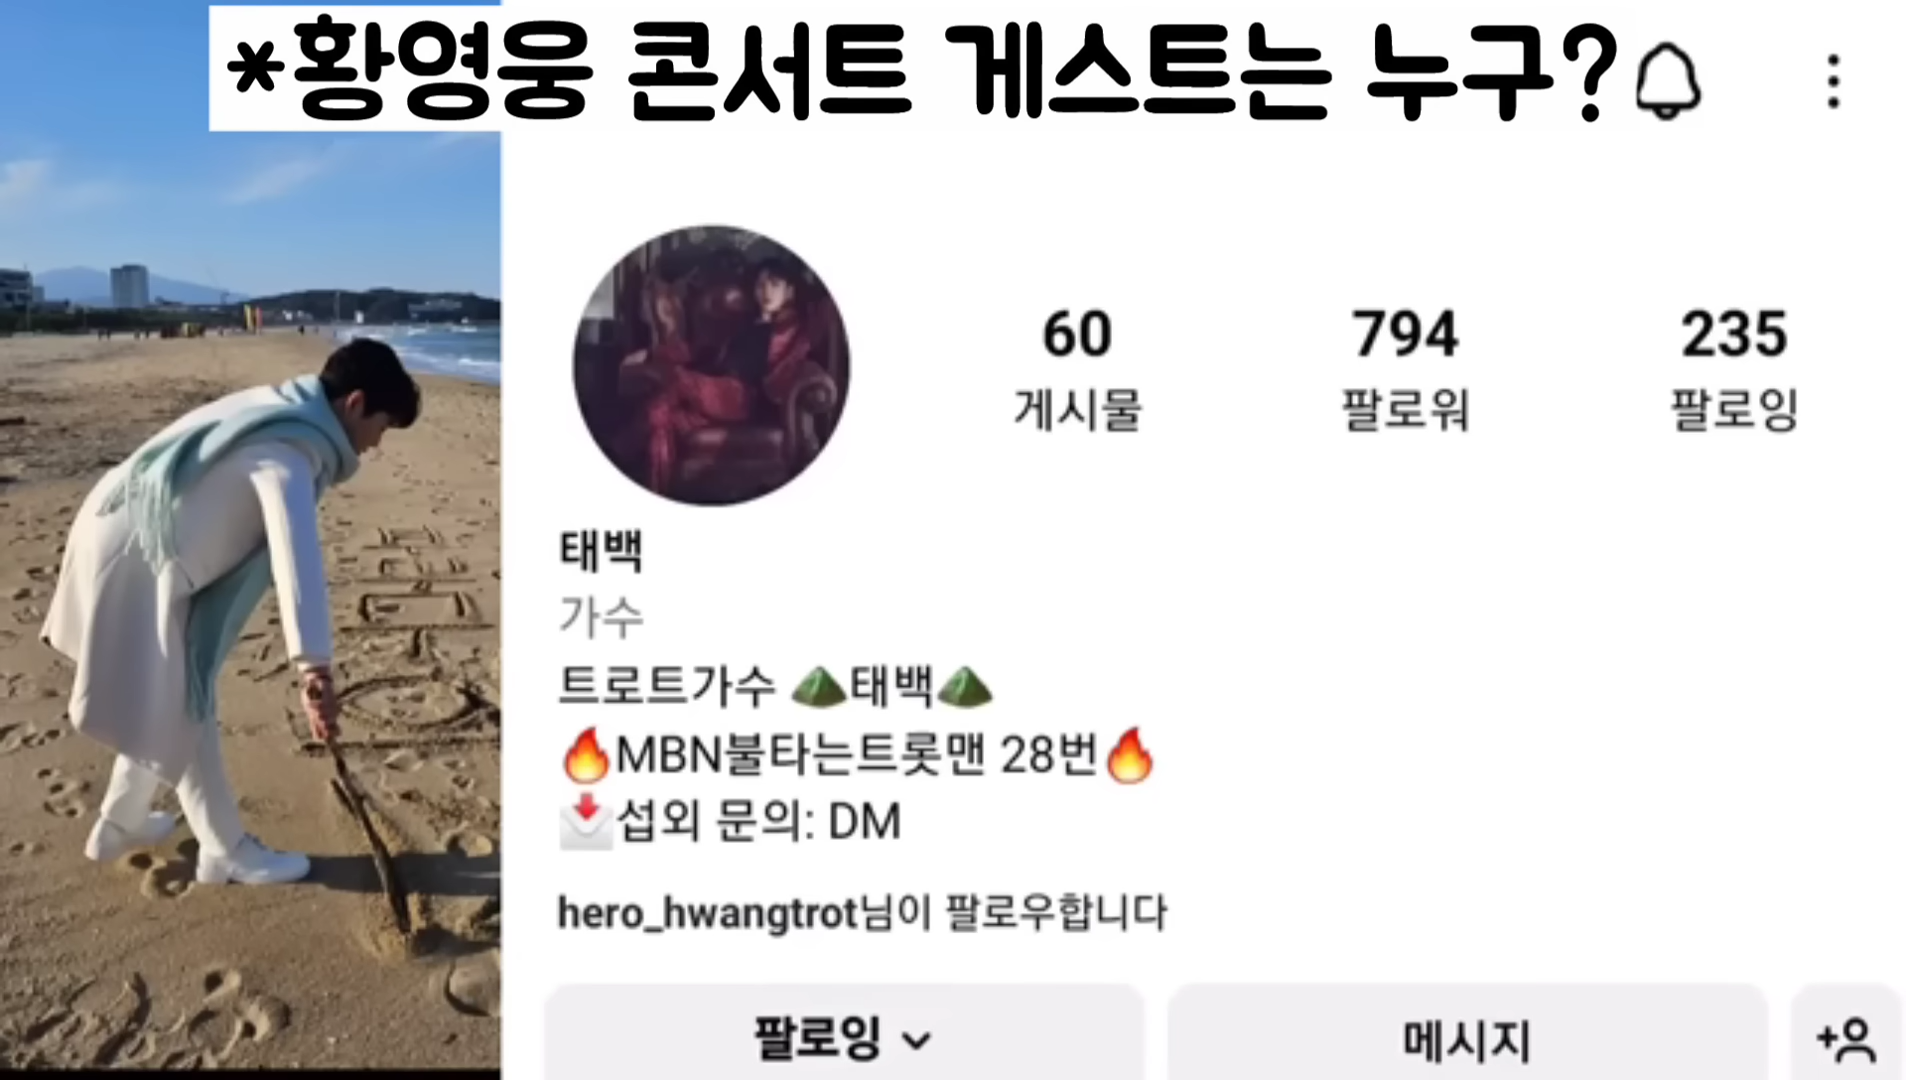 *황영웅 콘서트 게스트는 누구?
60
게시물
794
팔로워
235
팔로잉
태백
가수
트로트가수 ⛰태백⛰
🔥MBN불타는트롯맨 28번🔥
📩섭외 문의: DM
hero_hwangtrot님이 팔로우합니다
팔로잉
메시지